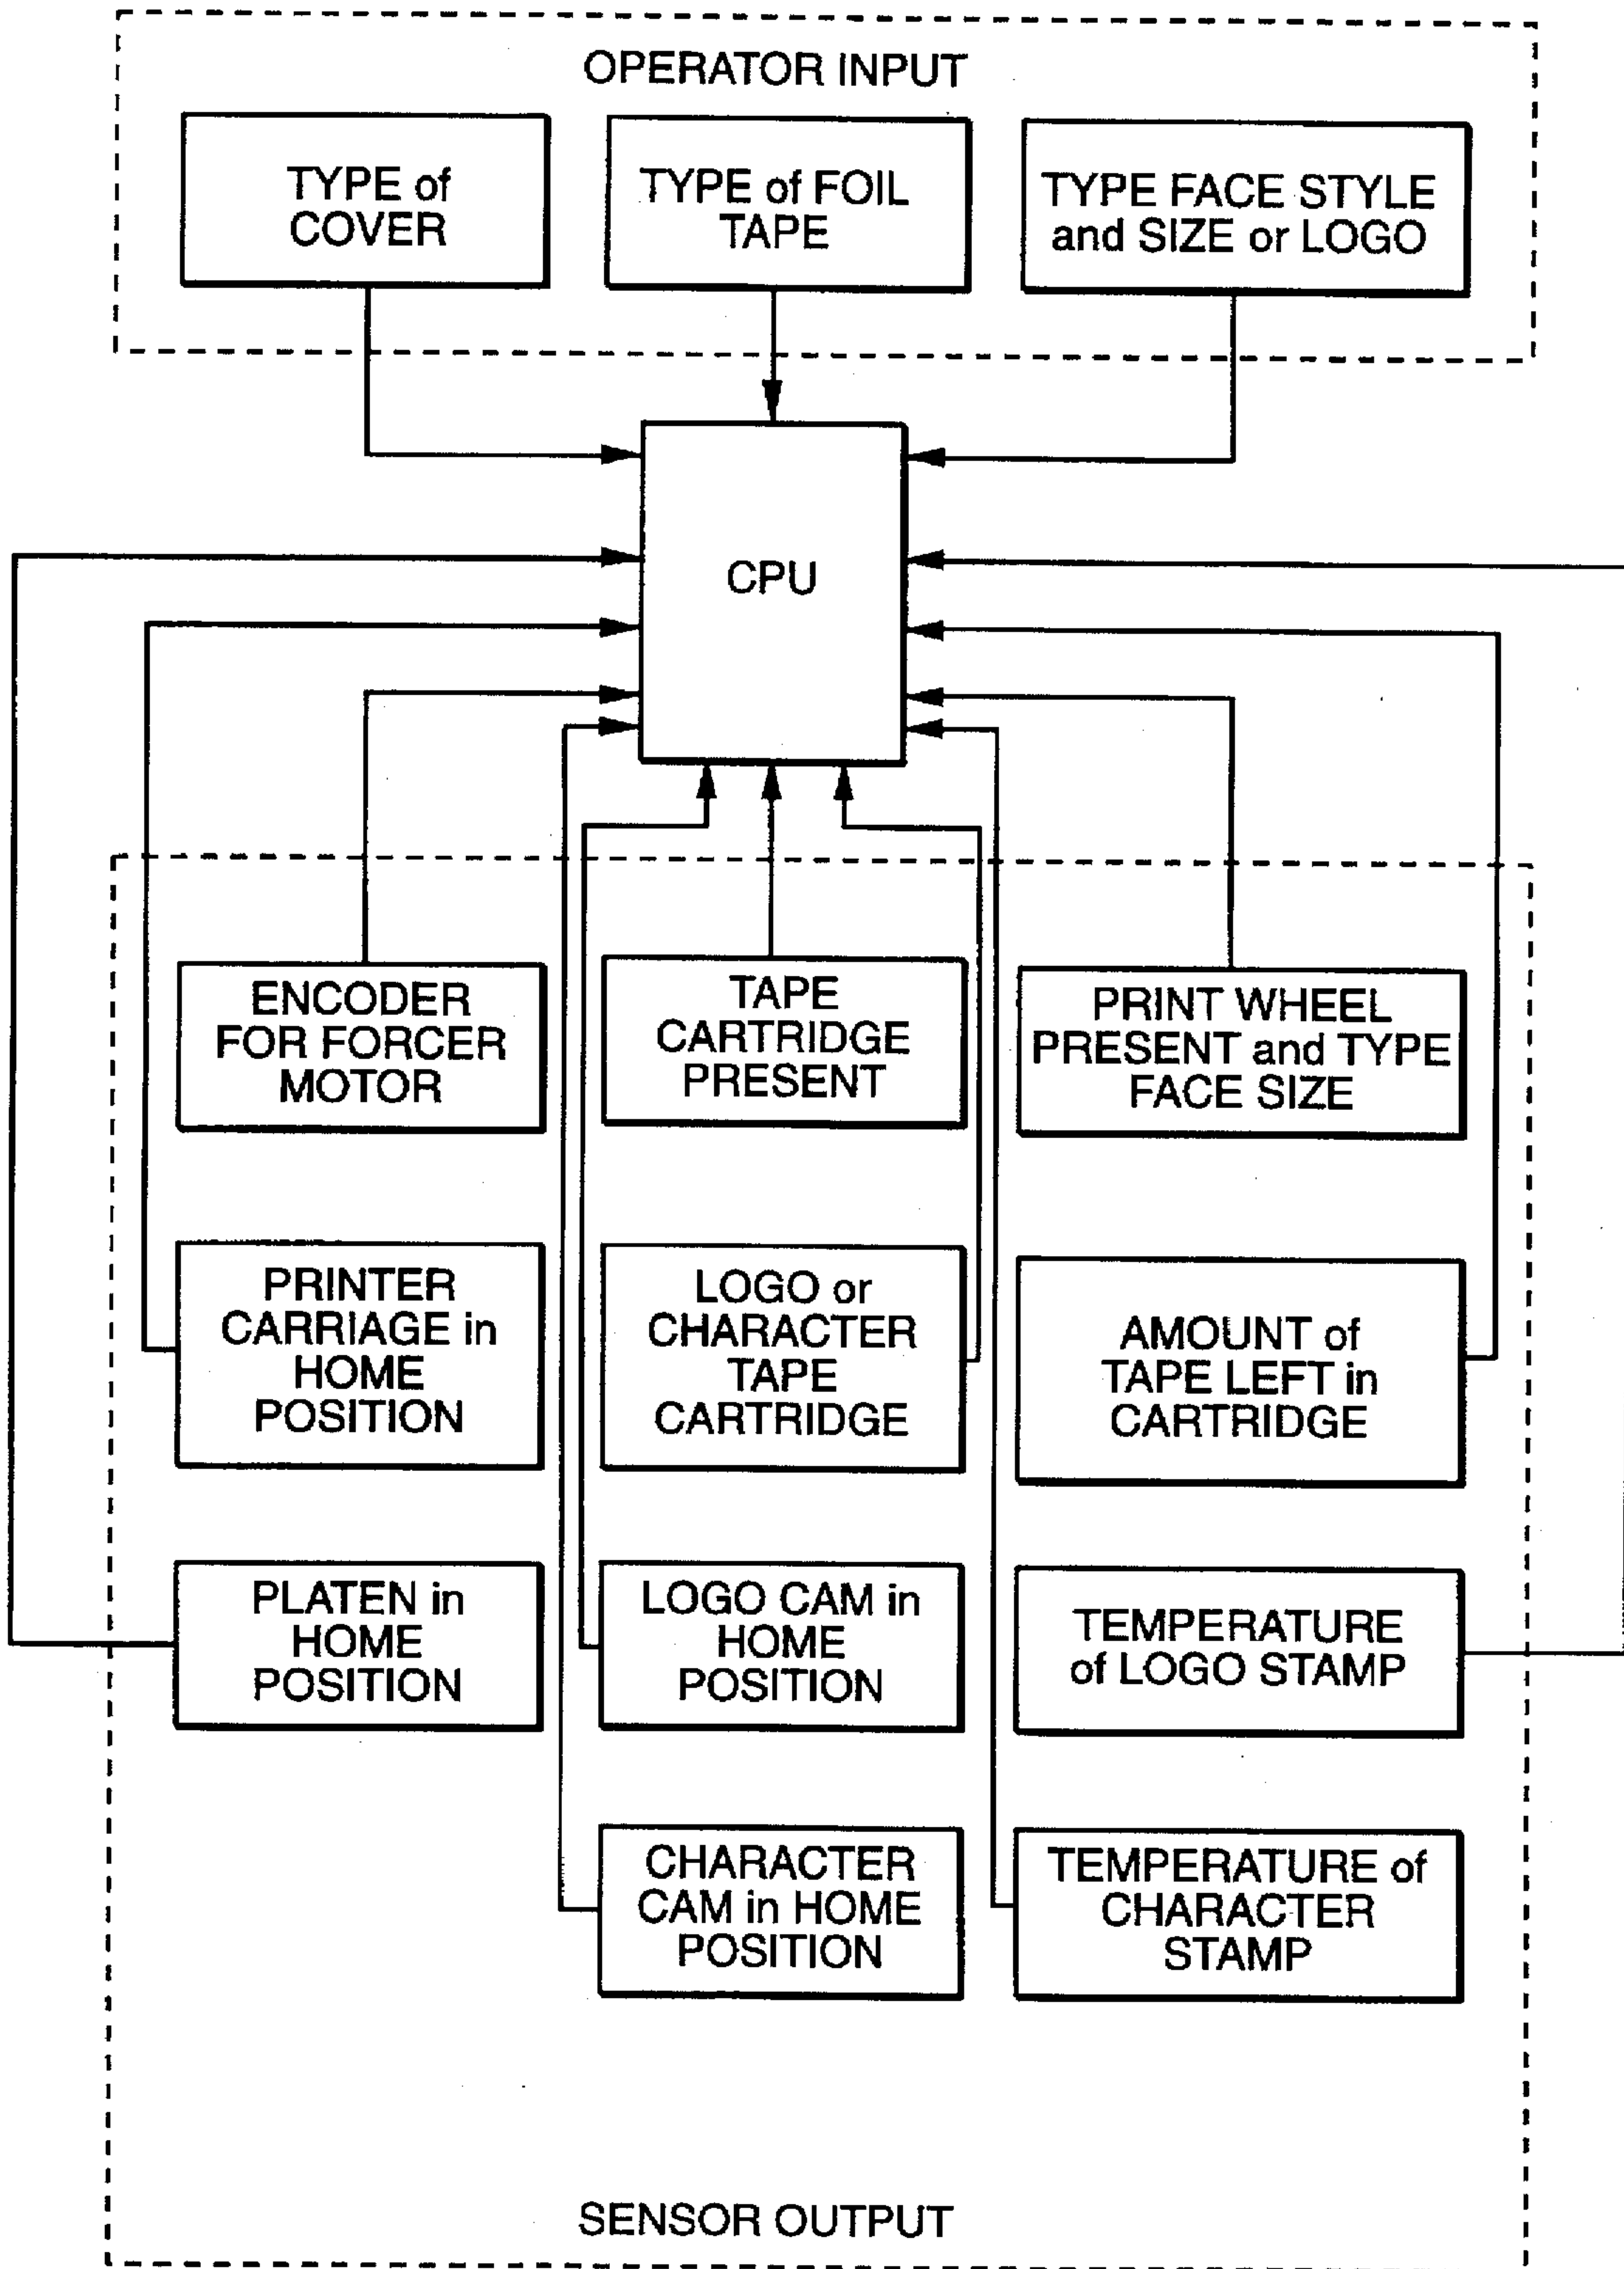 OPERATOR INPUT
TYPE of
COVER
TYPE of FOIL
TAPE
TYPE FACE STYLE
and SIZE or LOGO
CPU
ENCODER
FOR FORCER
MOTOR
TAPE
CARTRIDGE
PRESENT
PRINT WHEEL
PRESENT and TYPE
FACE SIZE
PRINTER
CARRIAGE in
HOME
POSITION
LOGO or
CHARACTER
TAPE
CARTRIDGE
AMOUNT of
TAPE LEFT in
CARTRIDGE
PLATEN in
HOME
POSITION
LOGO CAM in
HOME
POSITION
TEMPERATURE
of LOGO STAMP
CHARACTER
CAM in HOME
POSITION
TEMPERATURE of
CHARACTER
STAMP
SENSOR OUTPUT